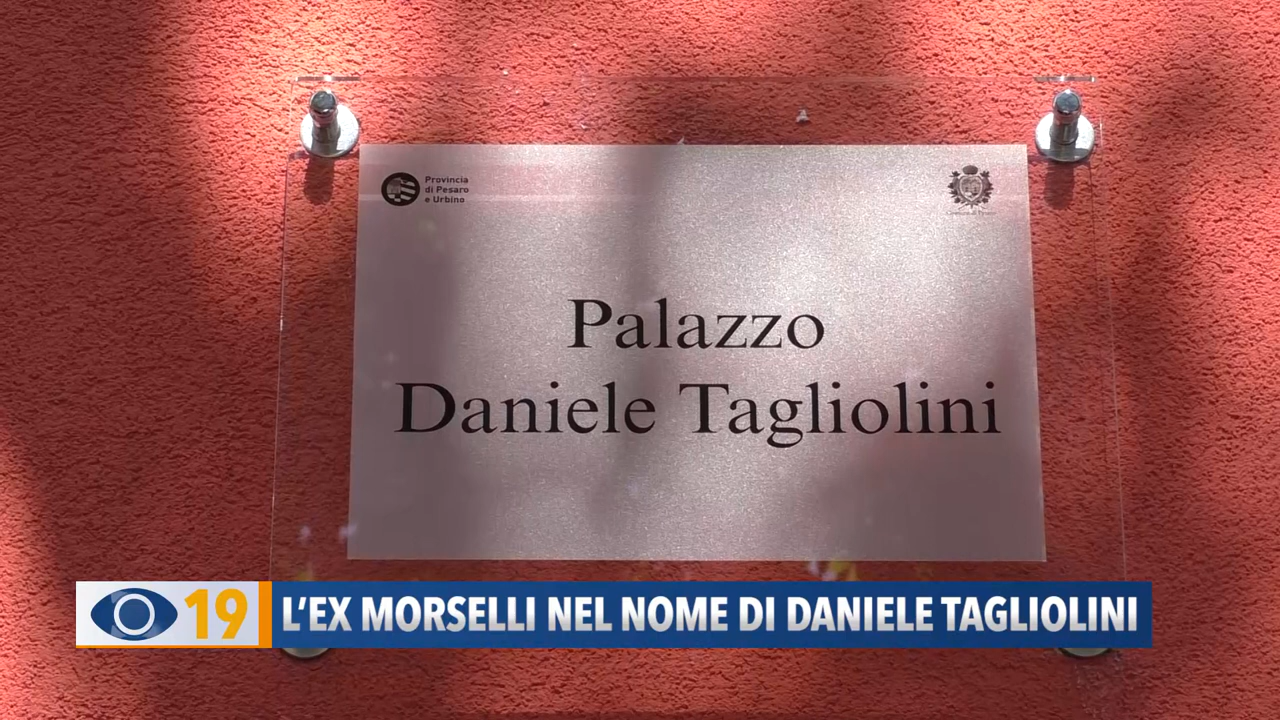 Provincia
di Pesaro
e Urbino
Palazzo
Daniele Tagliolini
19 L'EX MORSELLI NEL NOME DI DANIELE TAGLIOLINI